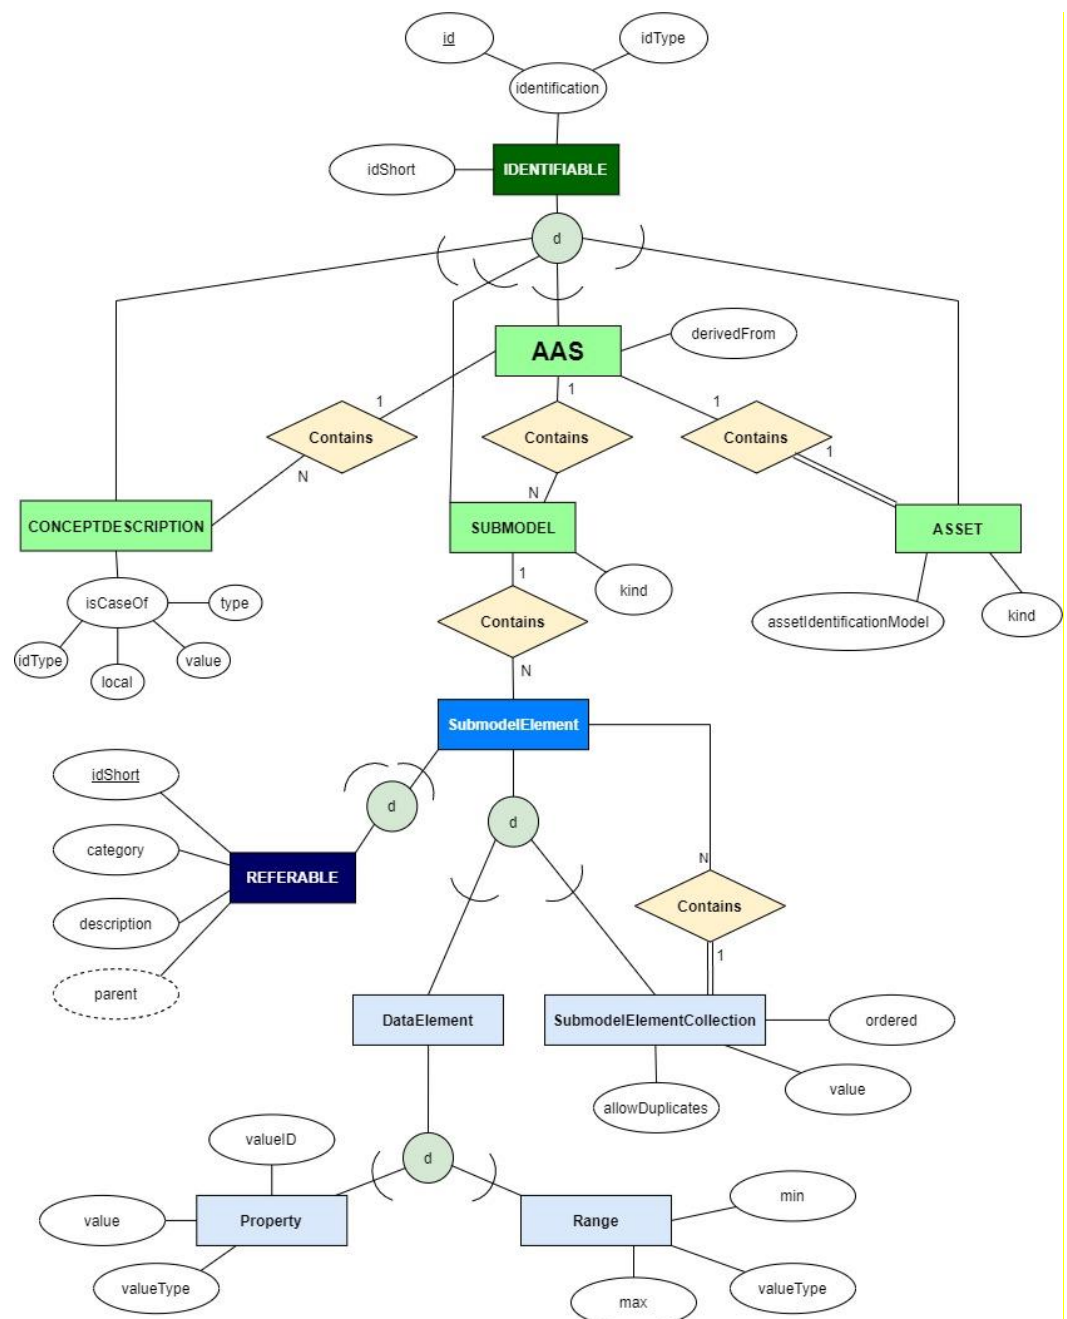 id
idType
identification
idShort
IDENTIFIABLE
d
AAS
derivedFrom
1
1
1
Contains
Contains
Contains
1
N
N
CONCEPTDESCRIPTION
SUBMODEL
ASSET
isCaseOf
type
1
kind
assetIdentificationModel
kind
idType
local
value
Contains
N
SubmodelElement
idShort
d
d
category
REFERABLE
N
Contains
description
1
parent
DataElement
SubmodelElementCollection
ordered
value
allowDuplicates
valueID
d
min
value
Property
Range
valueType
valueType
max